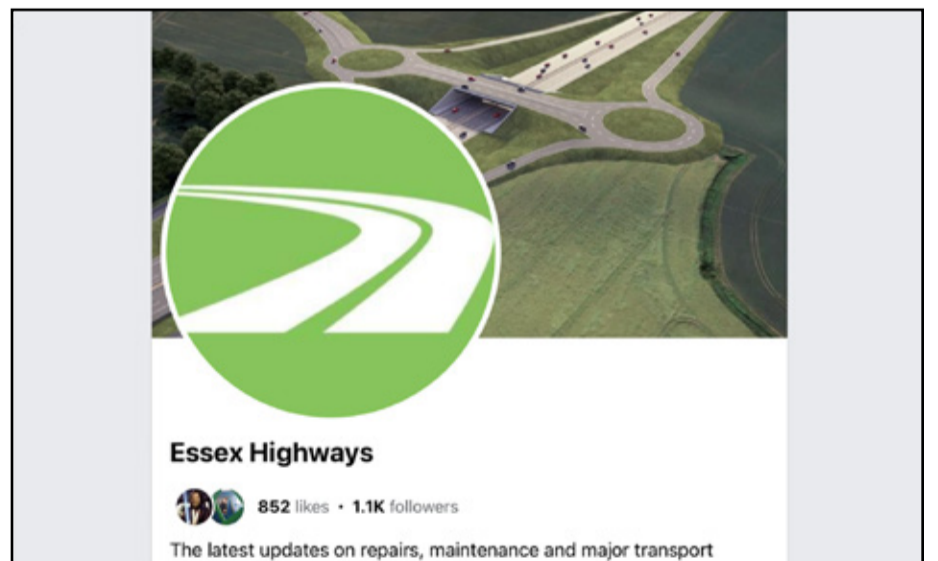 Essex Highways
852 likes • 1.1K followers
The latest updates on repairs, maintenance and major transport